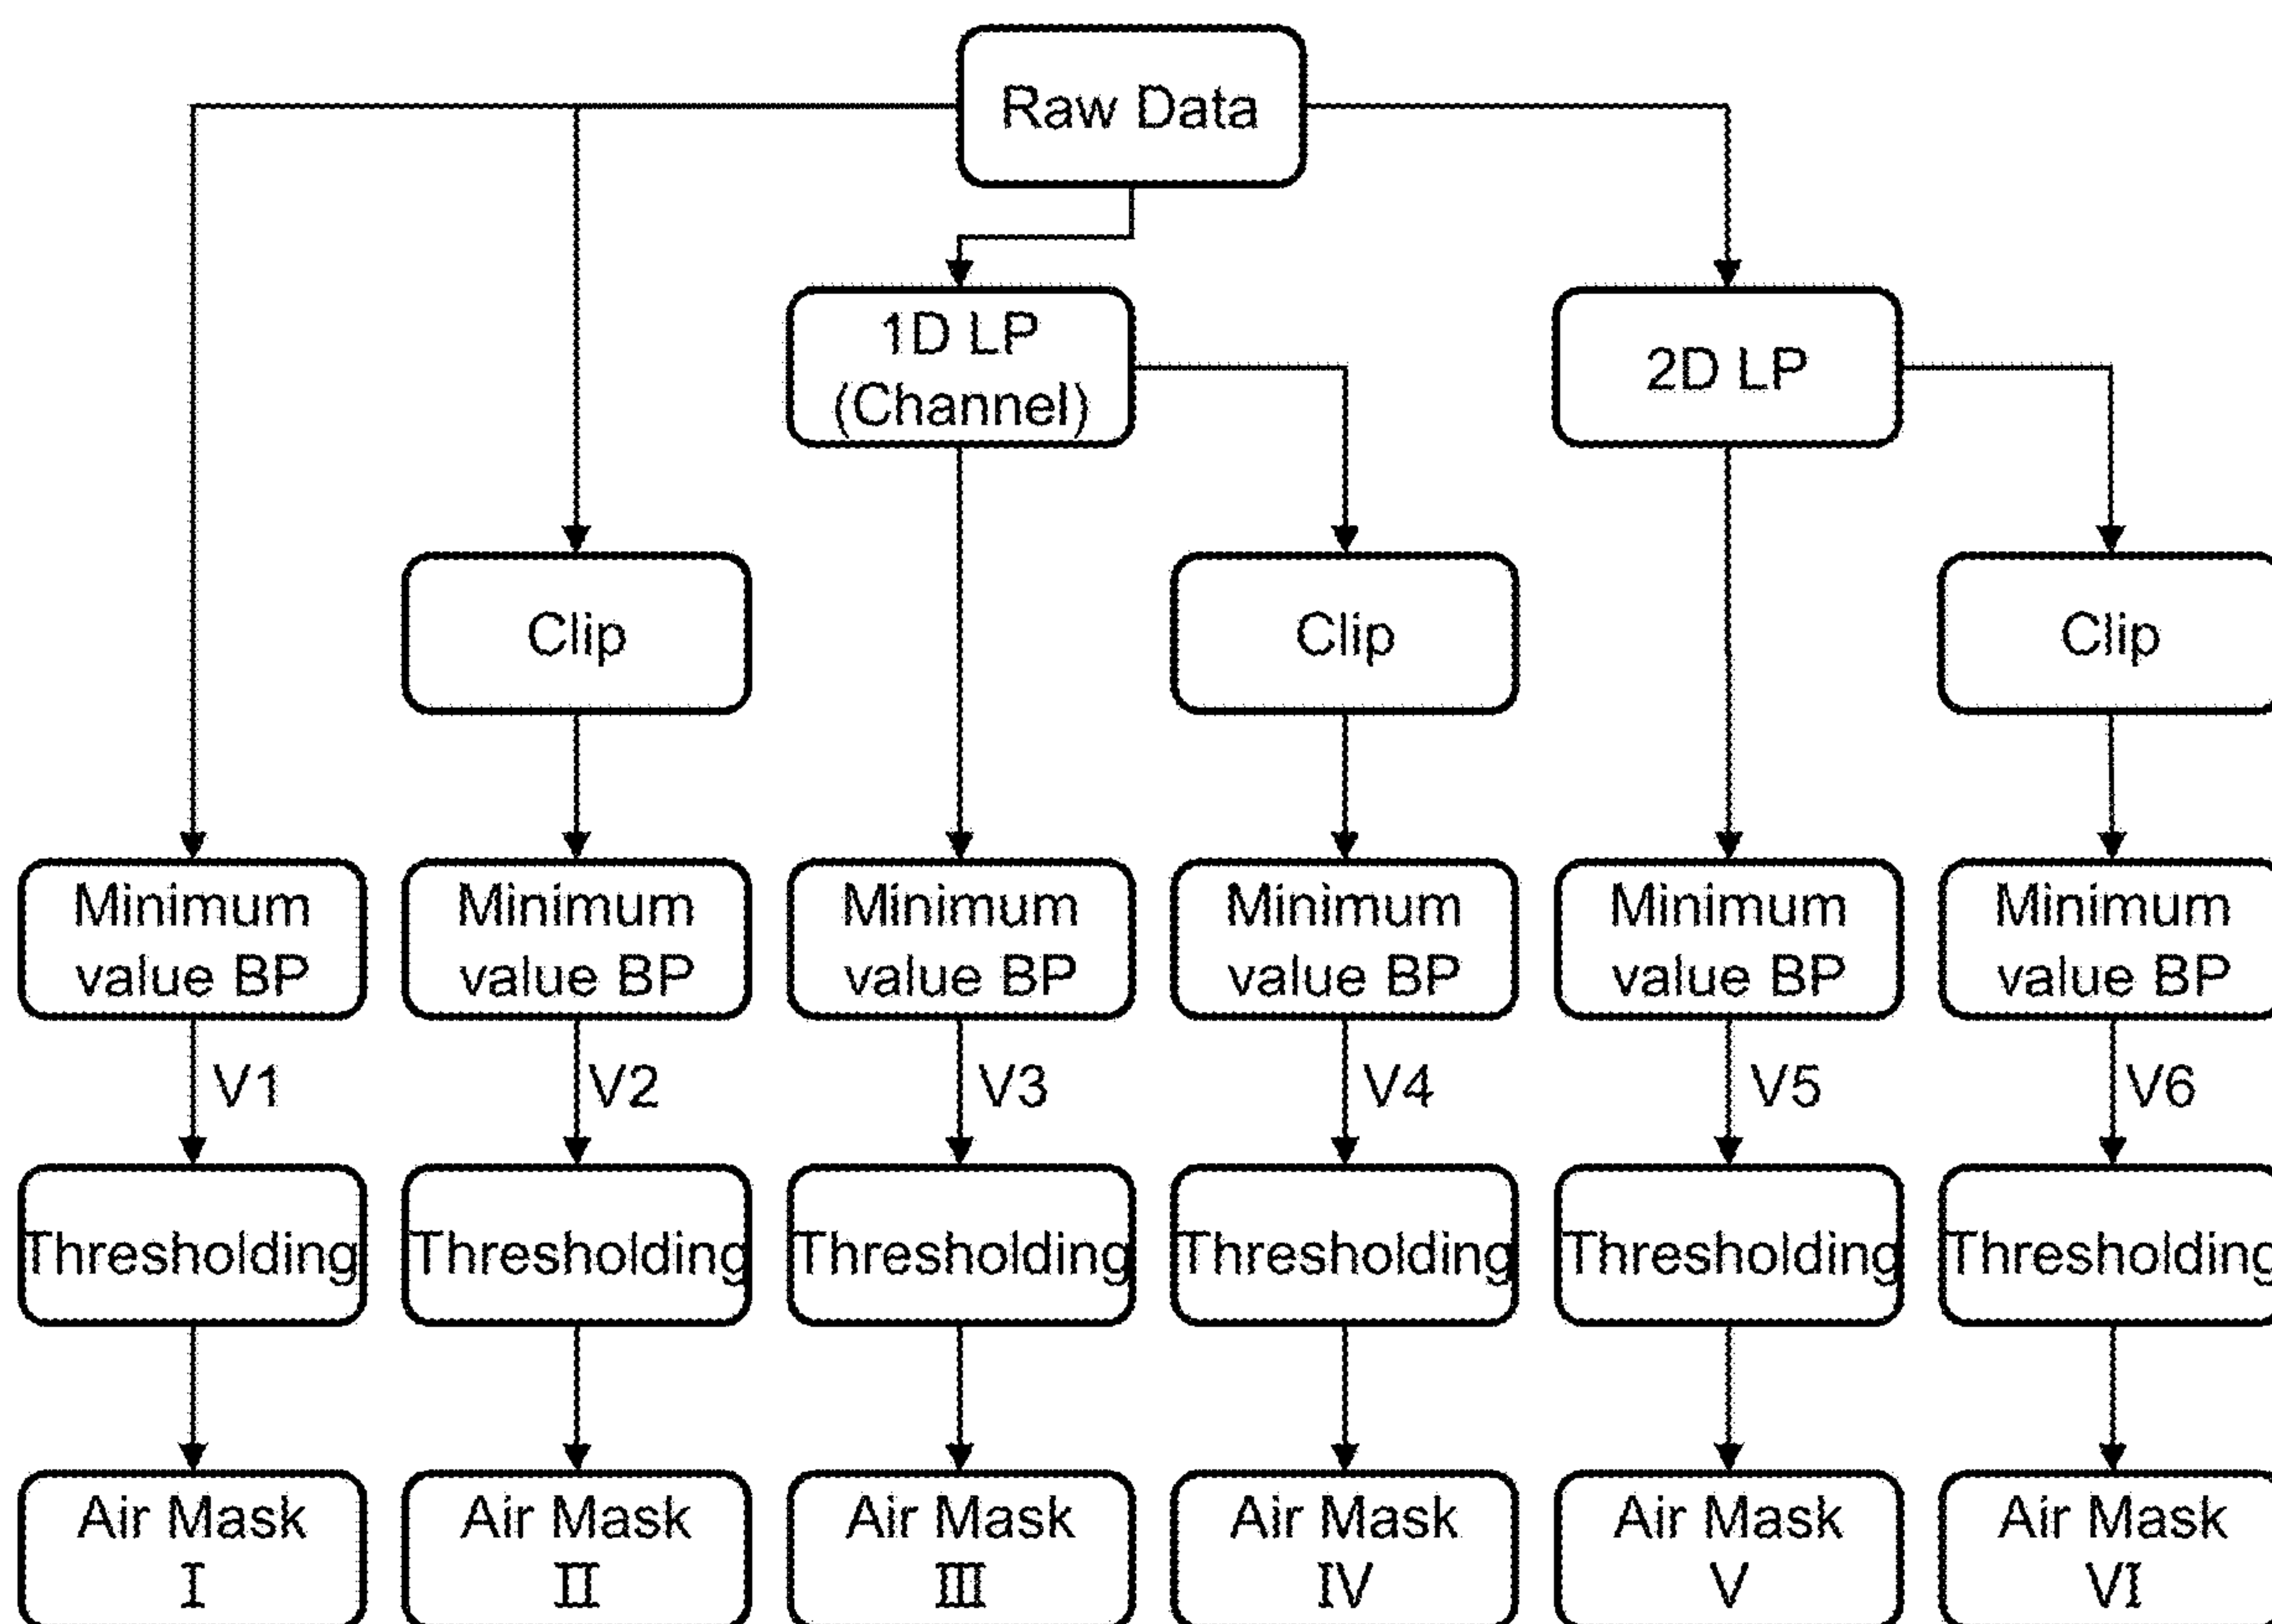 Raw Data
1D LP
(Channel)
2D LP
Clip
Clip
Clip
Minimum
value BP
Minimum
value BP
Minimum
value BP
Minimum
value BP
Minimum
value BP
Minimum
value BP
V1
V2
V3
V4
V5
V6
Thresholding
Thresholding
Thresholding
Thresholding
Thresholding
Thresholding
Air Mask
I
Air Mask
II
Air Mask
III
Air Mask
IV
Air Mask
V
Air Mask
VI